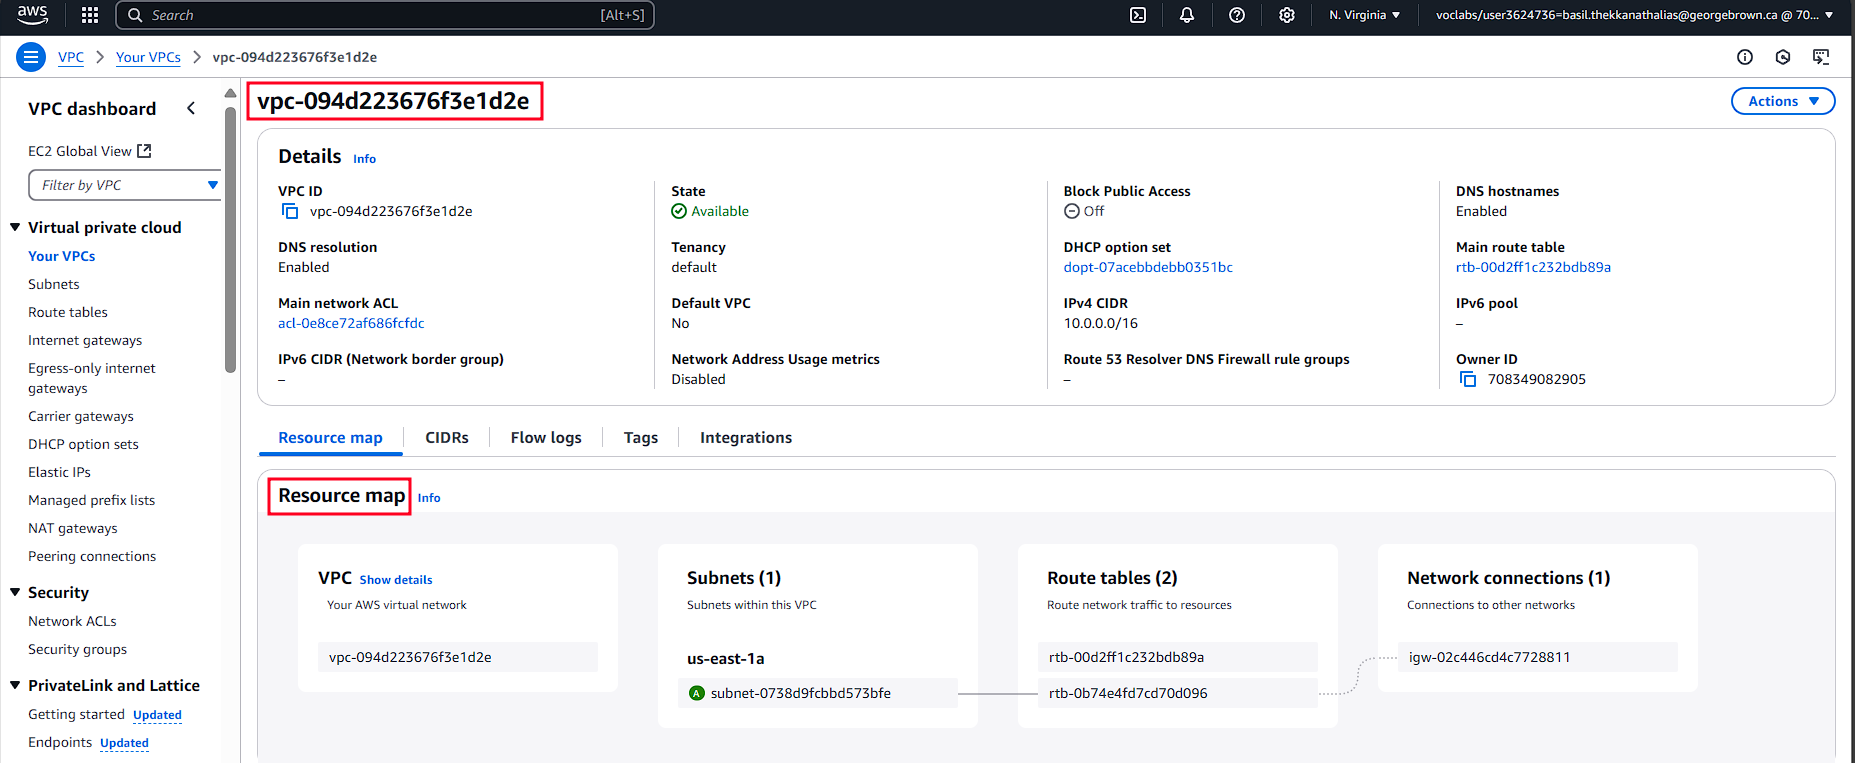 aws
Search [Alt+S]
N. Virginia
voclabs/user3624736=basil.thekkanathalias@georgebrown.ca @ 70...
VPC > Your VPCs > vpc-094d223676f3e1d2e
VPC dashboard
EC2 Global View
Filter by VPC
Virtual private cloud
Your VPCs
Subnets
Route tables
Internet gateways
Egress-only internet
gateways
Carrier gateways
DHCP option sets
Elastic IPs
Managed prefix lists
NAT gateways
Peering connections
Security
Network ACLs
Security groups
PrivateLink and Lattice
Getting started Updated
Endpoints Updated
vpc-094d223676f3e1d2e
Actions
Details Info
VPC ID
vpc-094d223676f3e1d2e
State
Available
Block Public Access
Off
DNS hostnames
Enabled
DNS resolution
Enabled
Tenancy
default
DHCP option set
dopt-07acebbdebb0351bc
Main route table
rtb-00d2ff1c232bdb89a
Main network ACL
acl-0e8ce72af686fcfdc
Default VPC
No
IPv4 CIDR
10.0.0.0/16
IPv6 pool
–
IPv6 CIDR (Network border group)
–
Network Address Usage metrics
Disabled
Route 53 Resolver DNS Firewall rule groups
–
Owner ID
708349082905
Resource map
CIDRs
Flow logs
Tags
Integrations
Resource map Info
VPC Show details
Your AWS virtual network
vpc-094d223676f3e1d2e
Subnets (1)
Subnets within this VPC
us-east-1a
A subnet-0738d9fcbbd573bfe
Route tables (2)
Route network traffic to resources
rtb-00d2ff1c232bdb89a
rtb-0b74e4fd7cd70d096
Network connections (1)
Connections to other networks
igw-02c446cd4c7728811